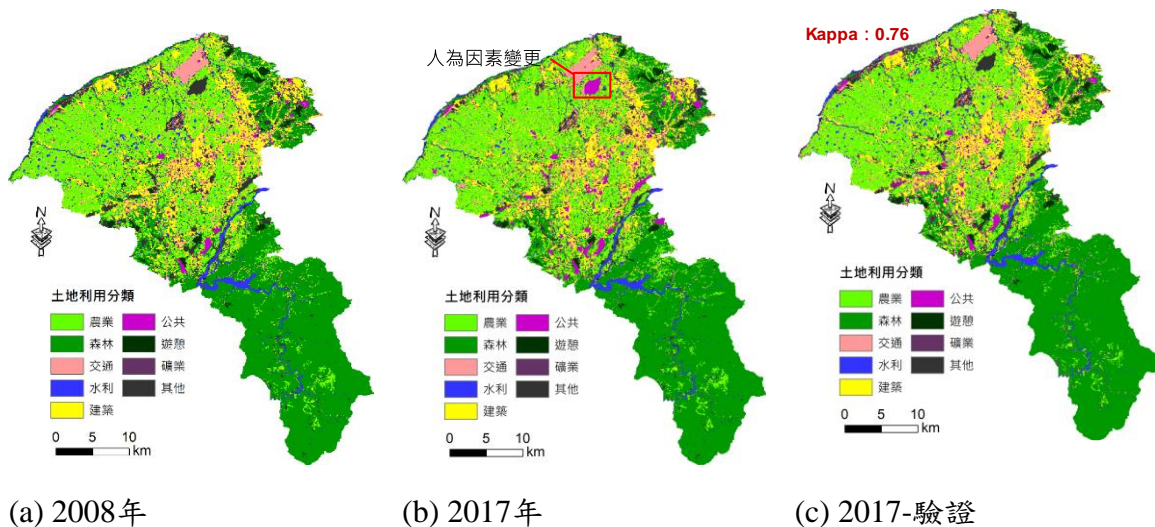 人為因素變更
Kappa：0.76
N
土地利用分類
農業
公共
森林
遊憩
交通
礦業
水利
其他
建築
0 5 10
km
N
土地利用分類
農業
公共
森林
遊憩
交通
礦業
水利
其他
建築
0 5 10
km
N
土地利用分類
農業
公共
森林
遊憩
交通
礦業
水利
其他
建築
0 5 10
km
(a) 2008年
(b) 2017年
(c) 2017-驗證